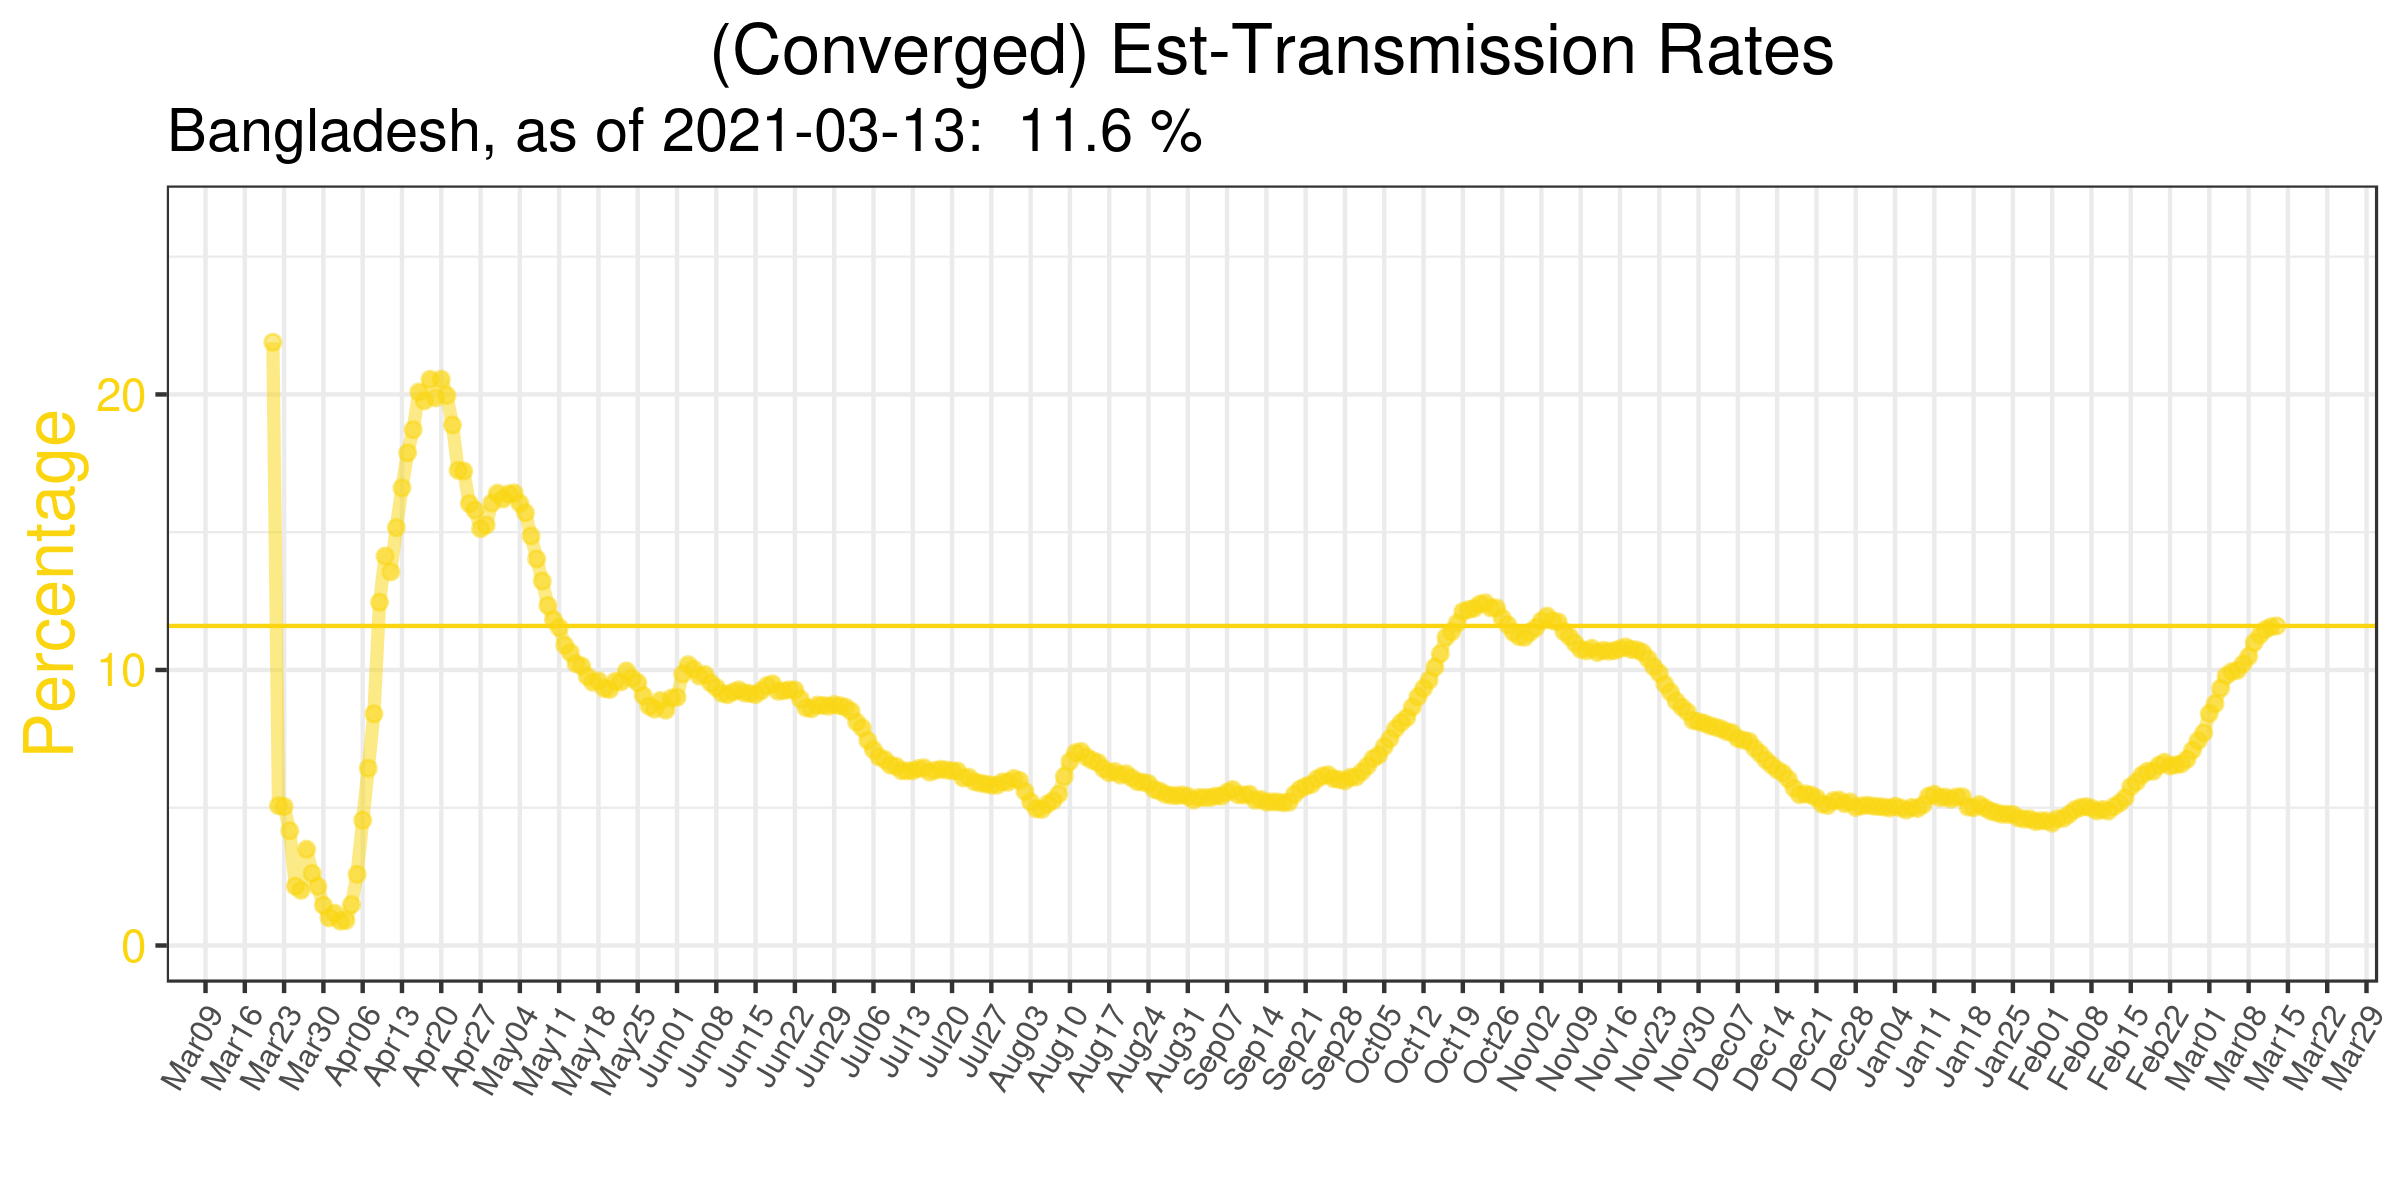 (Converged) Est-Transmission Rates
Bangladesh, as of 2021-03-13:  11.6 %
Percentage
20
10
0
Mar09
Mar16
Mar23
Mar30
Apr06
Apr13
Apr20
Apr27
May04
May11
May18
May25
Jun01
Jun08
Jun15
Jun22
Jun29
Jul06
Jul13
Jul20
Jul27
Aug03
Aug10
Aug17
Aug24
Aug31
Sep07
Sep14
Sep21
Sep28
Oct05
Oct12
Oct19
Oct26
Nov02
Nov09
Nov16
Nov23
Nov30
Dec07
Dec14
Dec21
Dec28
Jan04
Jan11
Jan18
Jan25
Feb01
Feb08
Feb15
Feb22
Mar01
Mar08
Mar15
Mar22
Mar29